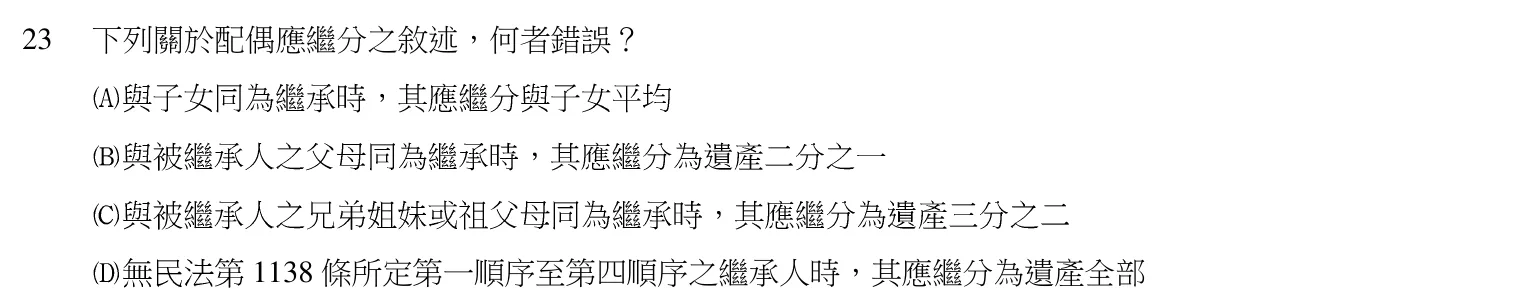 23 下列關於配偶應繼分之敘述，何者錯誤？
(A)與子女同為繼承時，其應繼分與子女平均
(B)與被繼承人之父母同為繼承時，其應繼分為遺產二分之一
(C)與被繼承人之兄弟姐妹或祖父母同為繼承時，其應繼分為遺產三分之二
(D)無民法第 1138 條所定第一順序至第四順序之繼承人時，其應繼分為遺產全部